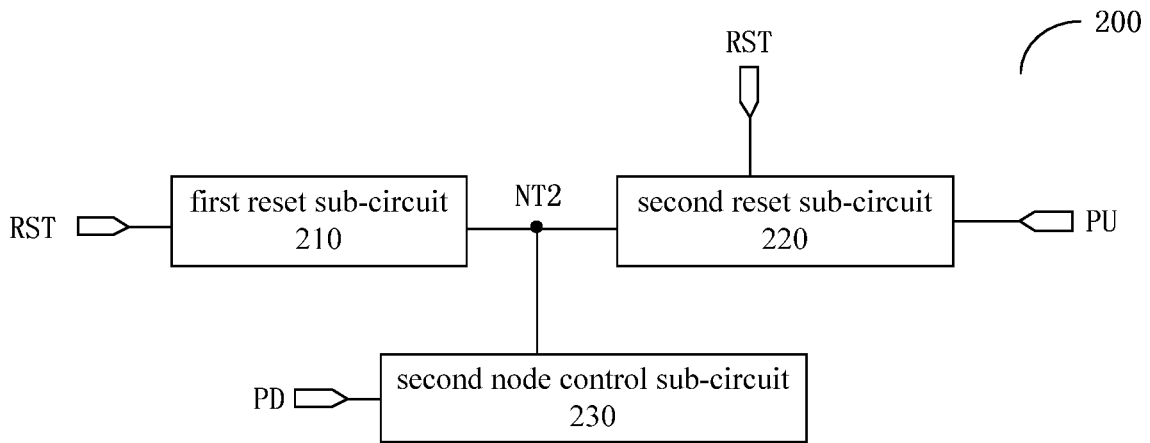 200
RST
first reset sub-circuit
210
NT2
second reset sub-circuit
220
RST
PU
second node control sub-circuit
230
PD